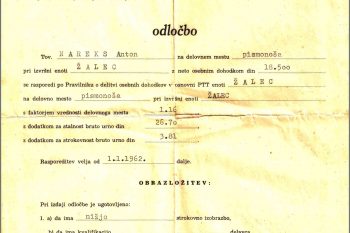 odločbo
Tov. NAREKS Anton na delovnem mestu pismonoša
pri izvršni enoti ŽALEC z neto osebnim dohodkom din 18.500
se razporedi po Pravilniku o delitvi osebnih dohodkov v osnovni PTT enoti ŽALEC
na delovno mesto pismonoša pri izvršni enoti ŽALEC
s faktorjem vrednosti delovnega mesta 1.16
z dodatkom za stalnost bruto urno din 28.70
z dodatkom za strokovnost bruto urno din 3.81
Razporeditev velja od 1.1.1962. dalje.
OBRAZLOŽITEV:
Pri izdaji odločbe je ugotovljeno:
1. a) da ima nižjo strokovno izobrazbo,
b) da ima kvalifikacijo delavca